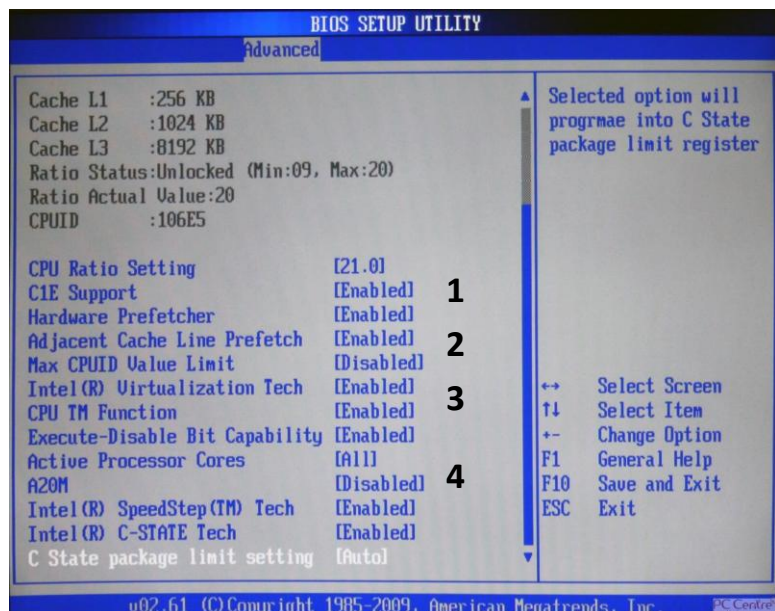 BIOS SETUP UTILITY
Advanced
Cache L1 :256 KB
Cache L2 :1024 KB
Cache L3 :8192 KB
Ratio Status:Unlocked (Min:09, Max:20)
Ratio Actual Value:20
CPUID :106E5
CPU Ratio Setting [21.0]
C1E Support [Enabled] 1
Hardware Prefetcher [Enabled]
Adjacent Cache Line Prefetch [Enabled] 2
Max CPUID Value Limit [Disabled]
Intel(R) Virtualization Tech [Enabled]
CPU TM Function [Enabled] 3
Execute-Disable Bit Capability [Enabled]
Active Processor Cores [All]
A20M [Disabled] 4
Intel(R) SpeedStep(TM) Tech [Enabled]
Intel(R) C-STATE Tech [Enabled]
C State package limit setting [Auto]
Selected option will
progrmae into C State
package limit register
↔ Select Screen
↑↓ Select Item
+- Change Option
F1 General Help
F10 Save and Exit
ESC Exit
v02.61 (C)Copyright 1985-2009, American Megatrends, Inc.
PC Centre